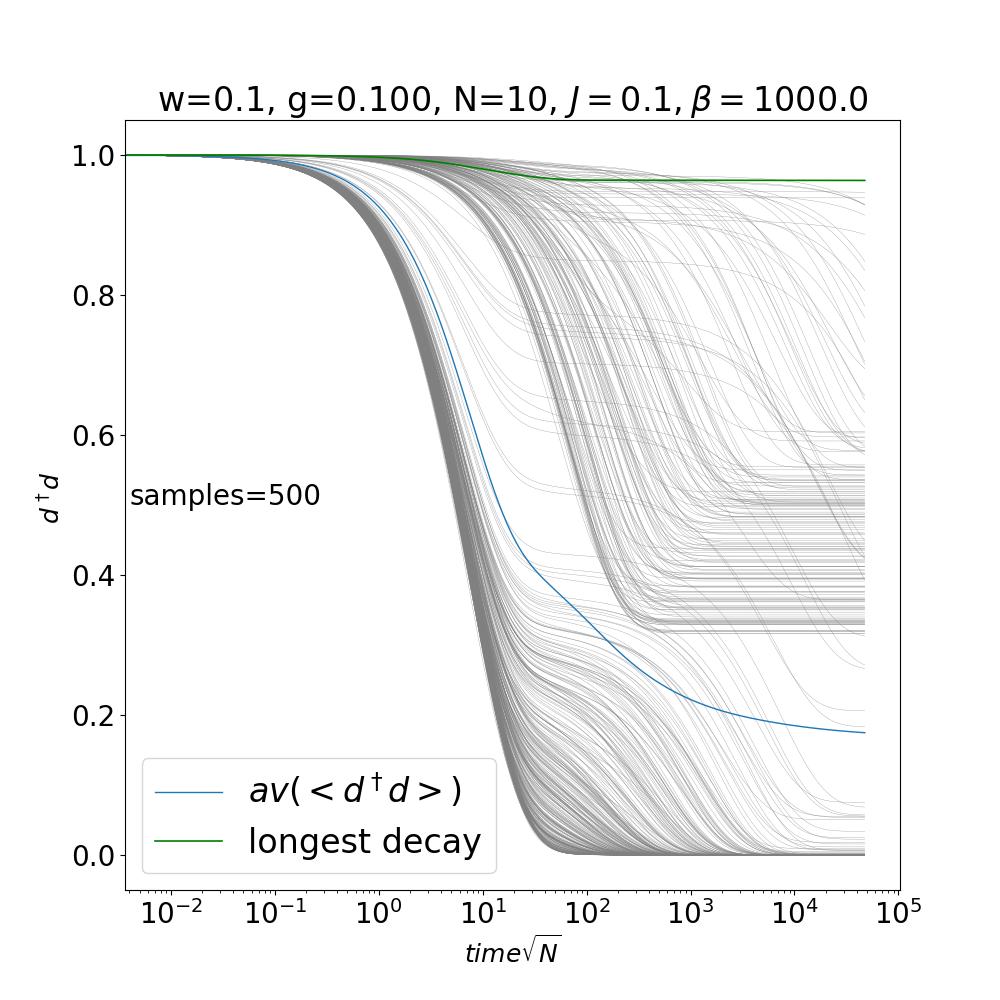 w=0.1, g=0.100, N=10, J = 0.1, β = 1000.0
1.0
0.8
0.6
0.4
0.2
0.0
d†d
samples=500
av(<d†d>)
longest decay
10⁻² 10⁻¹ 10⁰ 10¹ 10² 10³ 10⁴ 10⁵
time√N